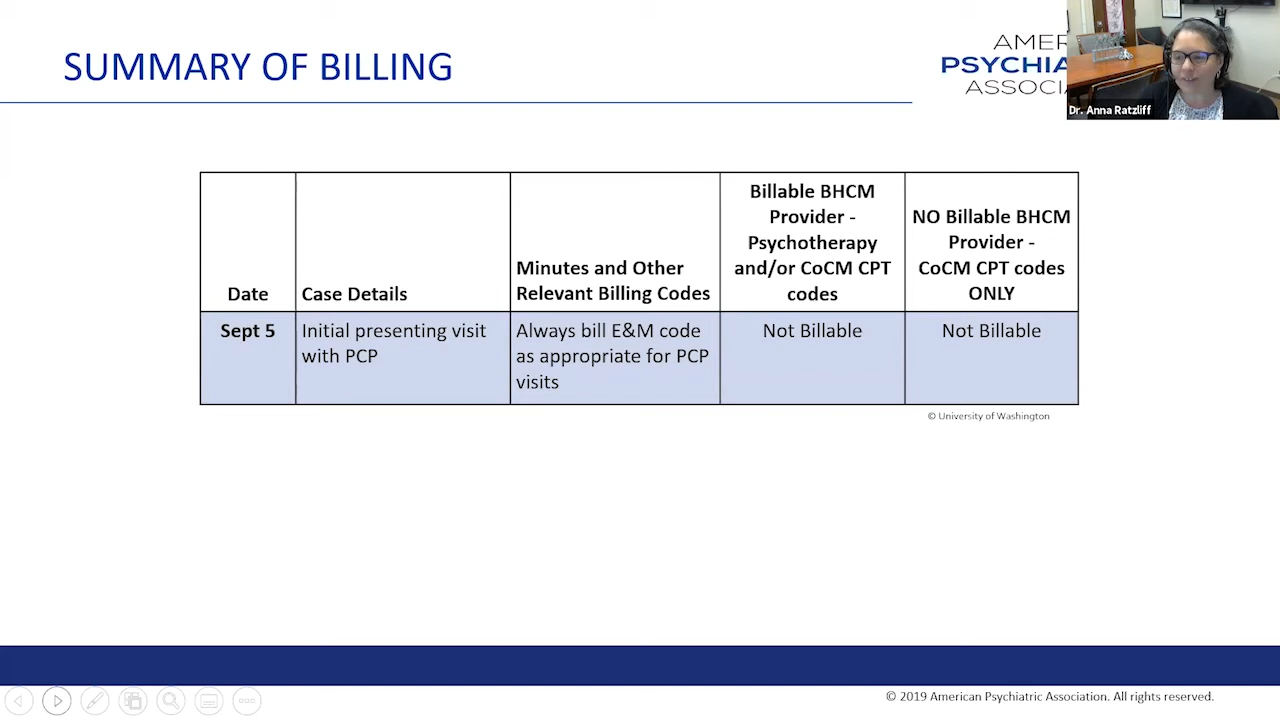 SUMMARY OF BILLING
AMER
PSYCHIA
ASSOCIA
Dr. Anna Ratzliff
Date
Case Details
Minutes and Other
Relevant Billing Codes
Billable BHCM
Provider -
Psychotherapy
and/or CoCM CPT
codes
NO Billable BHCM
Provider -
CoCM CPT codes
ONLY
Sept 5
Initial presenting visit
with PCP
Always bill E&M code
as appropriate for PCP
visits
Not Billable
Not Billable
© University of Washington
© 2019 American Psychiatric Association. All rights reserved.